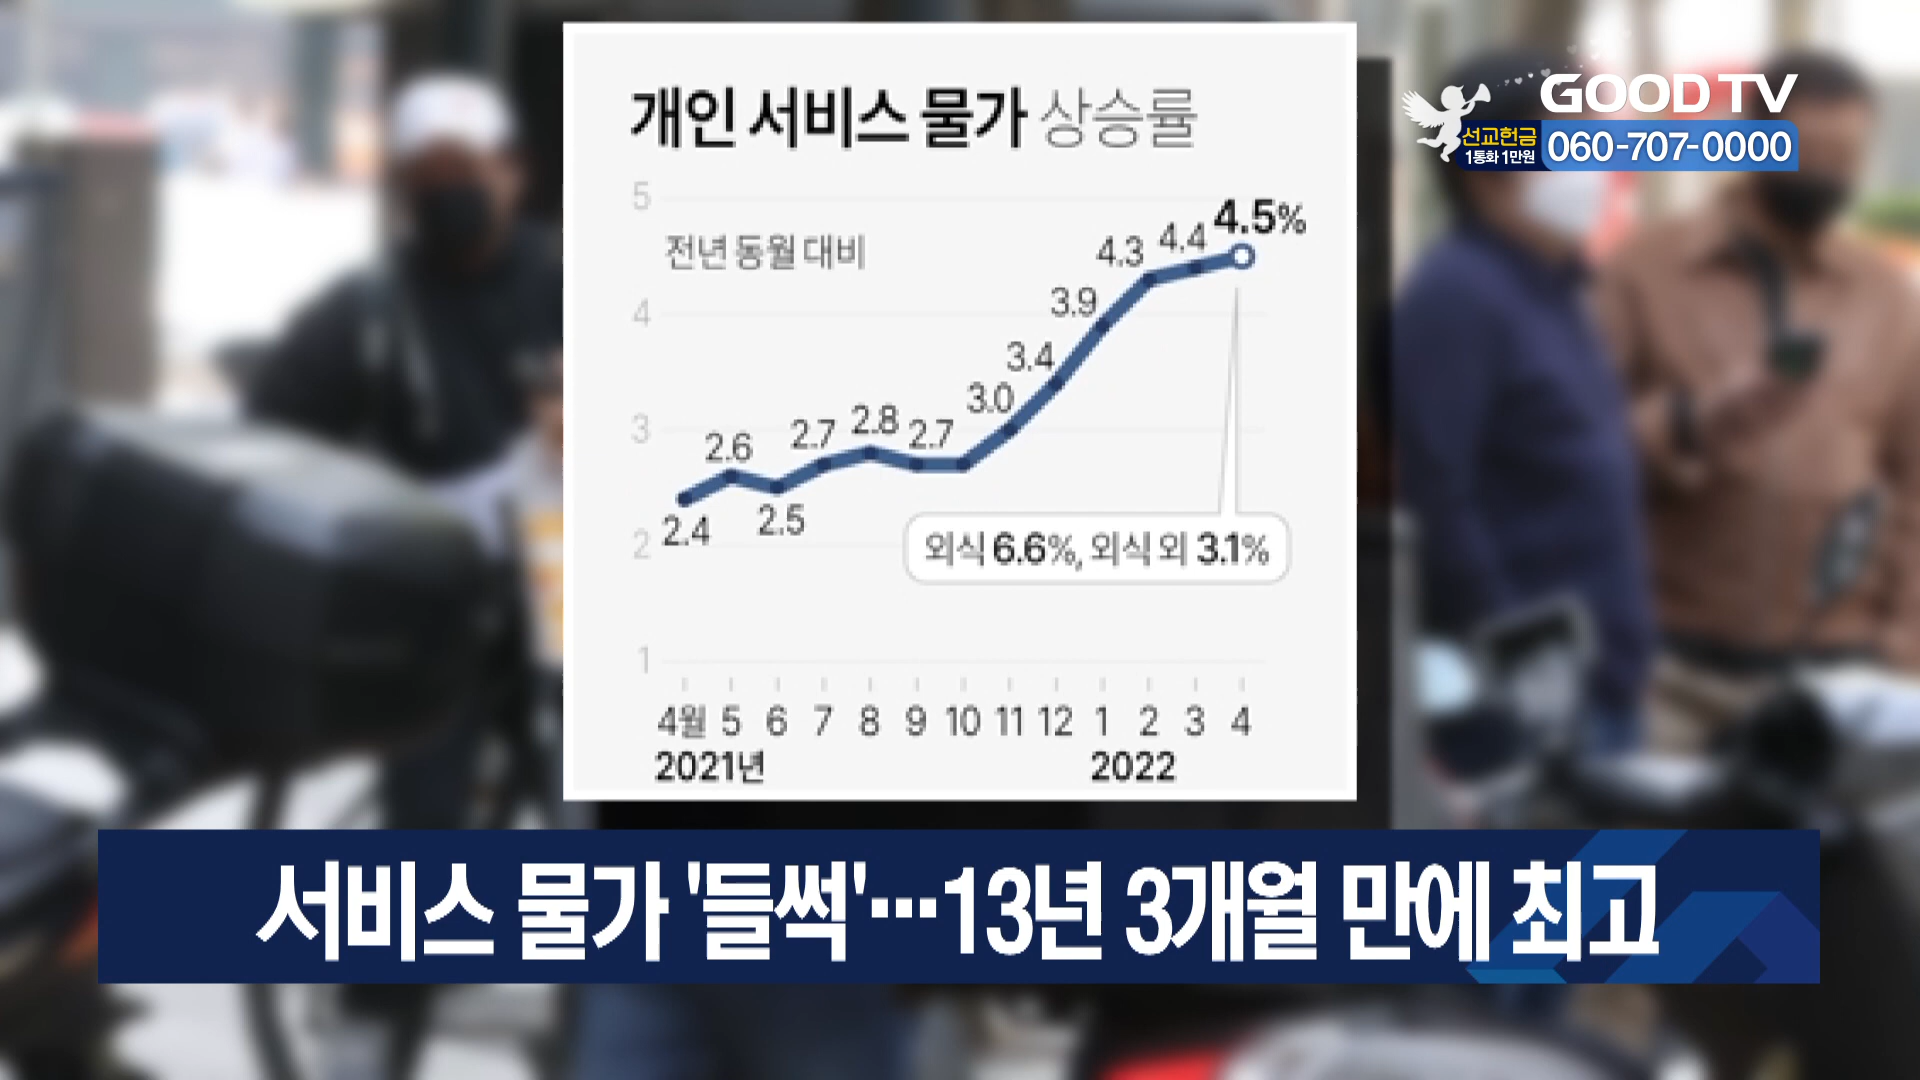 개인 서비스 물가 상승률
GOOD TV
선교헌금
1통화 1만원
060-707-0000
5
전년 동월 대비
4.5%
4.4
4.3
4
3.9
3.4
3.0
3
2.8
2.7
2.7
2.6
2.5
2.4
2
외식 6.6%, 외식 외 3.1%
1
4월 5 6 7 8 9 10 11 12 1 2 3 4
2021년 2022
서비스 물가 '들썩'…13년 3개월 만에 최고